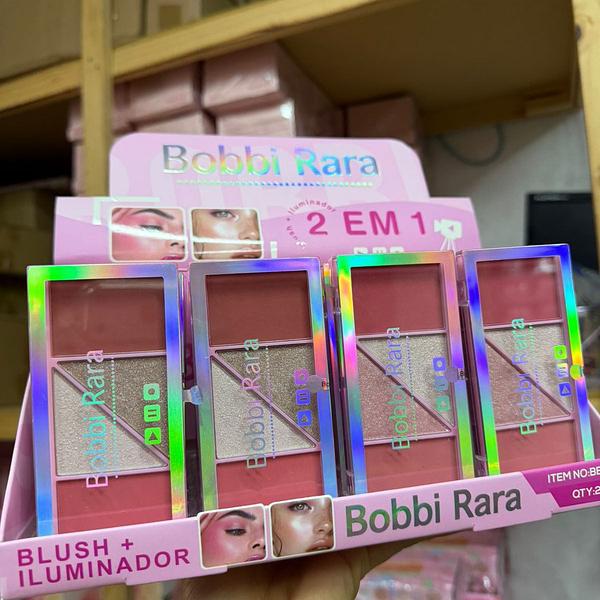 Bobbi Rara
blush + iluminador
2 EM 1
Bobbi Rara
Bobbi Rara
Bobbi Rara
Bobbi Rara
BLUSH +
ILUMINADOR
Bobbi Rara
ITEM NO:
QTY: